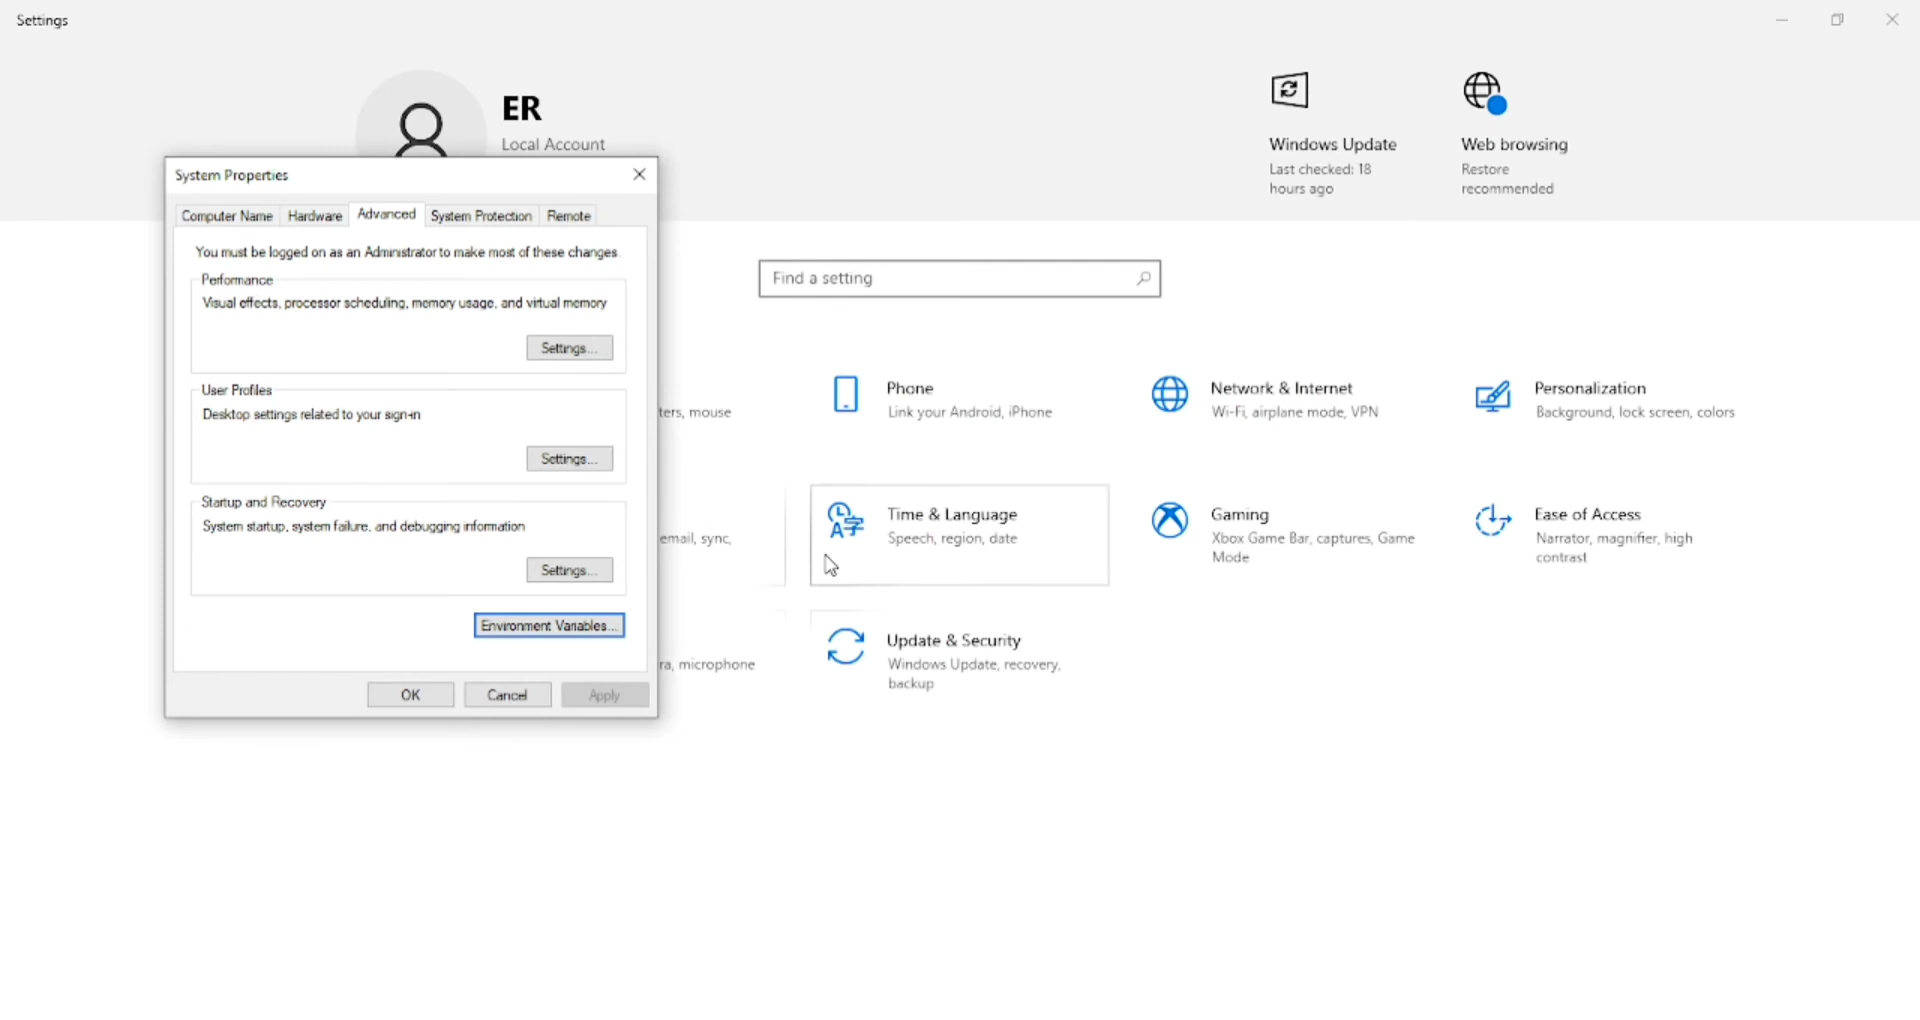 Settings
ER
Local Account
Windows Update
Last checked: 18
hours ago
Web browsing
Restore
recommended
System Properties
Computer Name
Hardware
Advanced
System Protection
Remote
You must be logged on as an Administrator to make most of these changes.
Performance
Visual effects, processor scheduling, memory usage, and virtual memory
Settings...
User Profiles
Desktop settings related to your sign-in
Settings...
Startup and Recovery
System startup, system failure, and debugging information
Settings...
Environment Variables...
OK
Cancel
Apply
Find a setting
ters, mouse
Phone
Link your Android, iPhone
Network & Internet
Wi-Fi, airplane mode, VPN
Personalization
Background, lock screen, colors
email, sync,
A字
Time & Language
Speech, region, date
Gaming
Xbox Game Bar, captures, Game
Mode
Ease of Access
Narrator, magnifier, high
contrast
ra, microphone
Update & Security
Windows Update, recovery,
backup